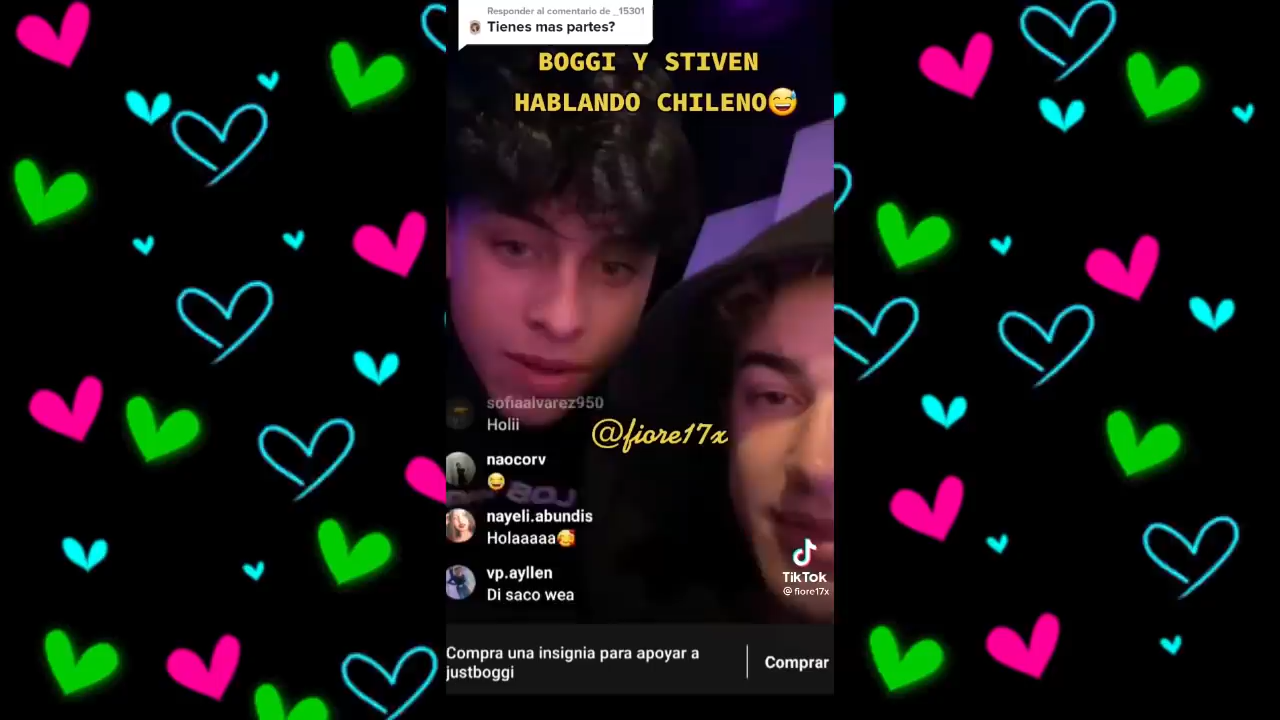 Responder al comentario de _15301
Tienes mas partes?
BOGGI Y STIVEN
HABLANDO CHILENO😅
sofiaalvarez950
Holii
@fiore17x
naocorv
😂
nayeli.abundis
Holaaaaa🥰
vp.ayllen
Di saco wea
TikTok
@fiore17x
Compra una insignia para apoyar a
justboggi
Comprar